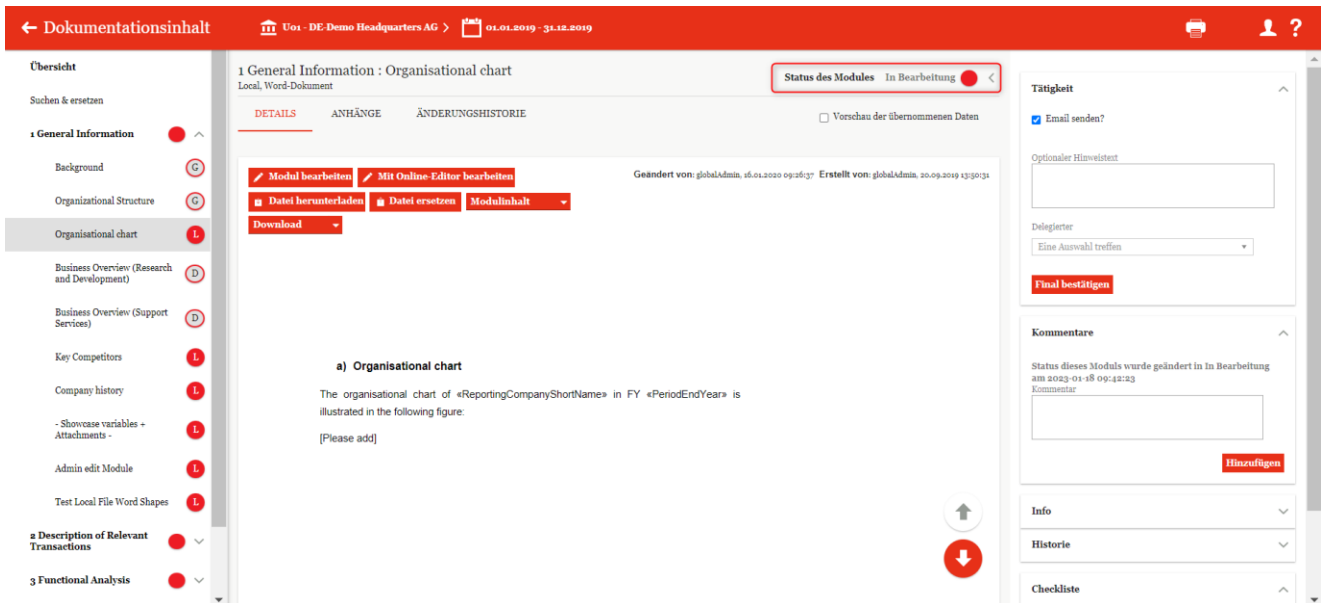 ← Dokumentationsinhalt
U01 - DE-Demo Headquarters AG > 01.01.2019 - 31.12.2019
?
Übersicht
Suchen & ersetzen
1 General Information
Background G
Organizational Structure G
Organisational chart L
Business Overview (Research
and Development) D
Business Overview (Support
Services) D
Key Competitors L
Company history L
- Showcase variables +
Attachments - L
Admin edit Module L
Test Local File Word Shapes L
2 Description of Relevant
Transactions
3 Functional Analysis
1 General Information : Organisational chart
Local, Word-Dokument
Status des Modules In Bearbeitung
DETAILS ANHÄNGE ÄNDERUNGSHISTORIE
Vorschau der übernommenen Daten
Modul bearbeiten Mit Online-Editor bearbeiten
Geändert von: globalAdmin, 16.01.2020 09:26:37 Erstellt von: globalAdmin, 20.09.2019 13:50:31
Datei herunterladen Datei ersetzen Modulinhalt
Download
a) Organisational chart
The organisational chart of «ReportingCompanyShortName» in FY «PeriodEndYear» is
illustrated in the following figure:
[Please add]
Tätigkeit
Email senden?
Optionaler Hinweistext
Delegierter
Eine Auswahl treffen
Final bestätigen
Kommentare
Status dieses Moduls wurde geändert in In Bearbeitung
am 2023-01-18 09:42:23
Kommentar
Hinzufügen
Info
Historie
Checkliste